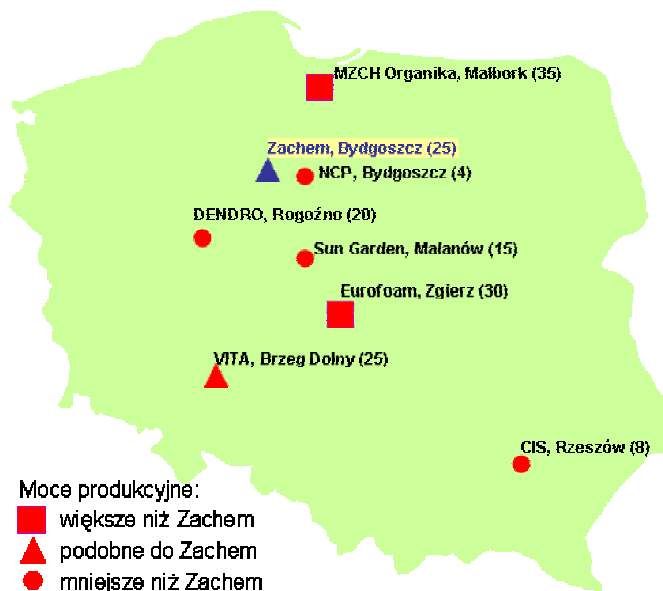 MZCH Organika, Malbork (35)
Zachem, Bydgoszcz (25)
NCP, Bydgoszcz (4)
DENDRO, Rogoźno (20)
Sun Garden, Malanów (15)
Eurofoam, Zgierz (30)
VITA, Brzeg Dolny (25)
CIS, Rzeszów (8)
Moce produkcyjne:
większe niż Zachem
podobne do Zachem
mniejsze niż Zachem